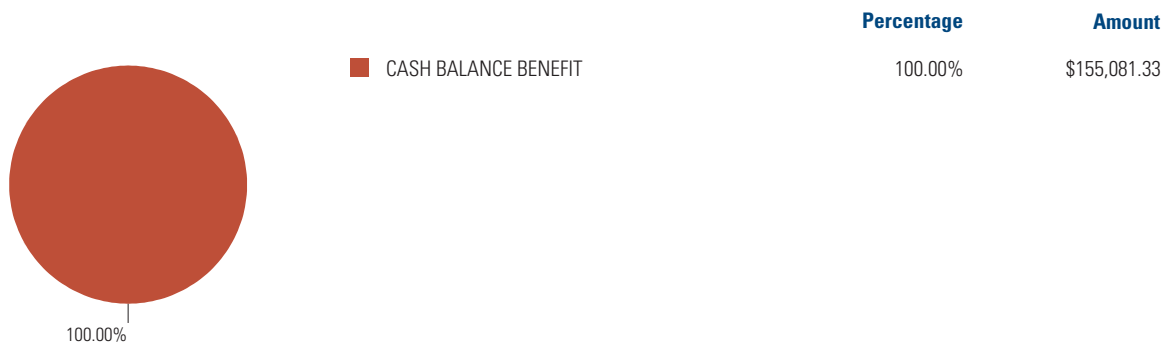 Percentage Amount
CASH BALANCE BENEFIT 100.00% $155,081.33
100.00%